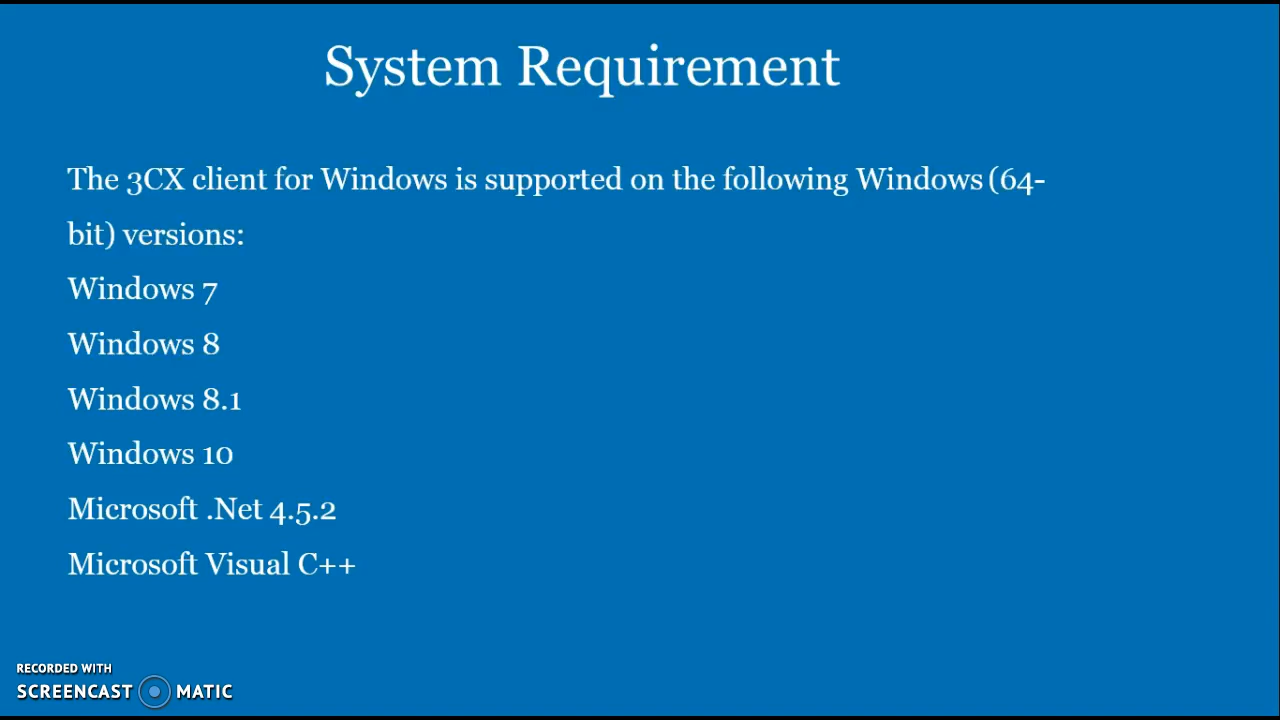 System Requirement
The 3CX client for Windows is supported on the following Windows (64-
bit) versions:
Windows 7
Windows 8
Windows 8.1
Windows 10
Microsoft .Net 4.5.2
Microsoft Visual C++
RECORDED WITH
SCREENCAST MATIC